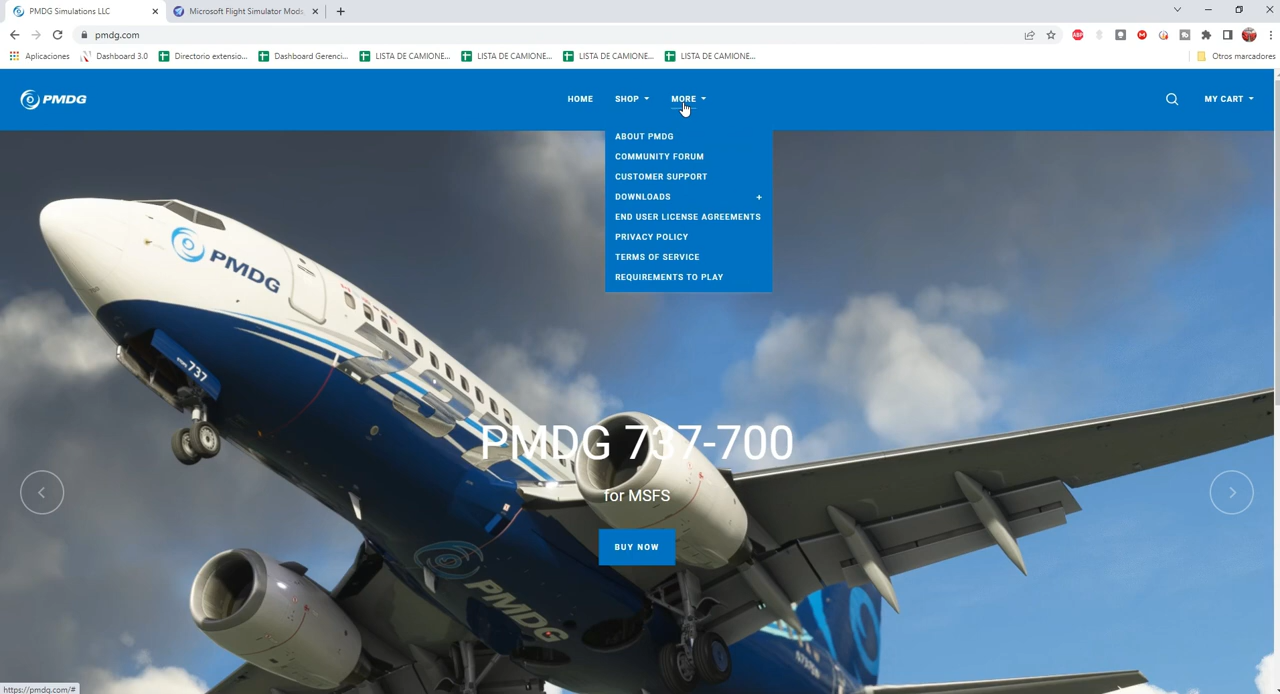 PMDG Simulations LLC
Microsoft Flight Simulator Mods
pmdg.com
Aplicaciones
Dashboard 3.0
Directorio extensio...
Dashboard Gerenci...
LISTA DE CAMIONE...
LISTA DE CAMIONE...
LISTA DE CAMIONE...
LISTA DE CAMIONE...
Otros marcadores
PMDG
HOME
SHOP
MORE
MY CART
ABOUT PMDG
COMMUNITY FORUM
CUSTOMER SUPPORT
DOWNLOADS +
END USER LICENSE AGREEMENTS
PRIVACY POLICY
TERMS OF SERVICE
REQUIREMENTS TO PLAY
PMDG
737
PMDG 737-700
for MSFS
BUY NOW
PMDG
https://pmdg.com/#